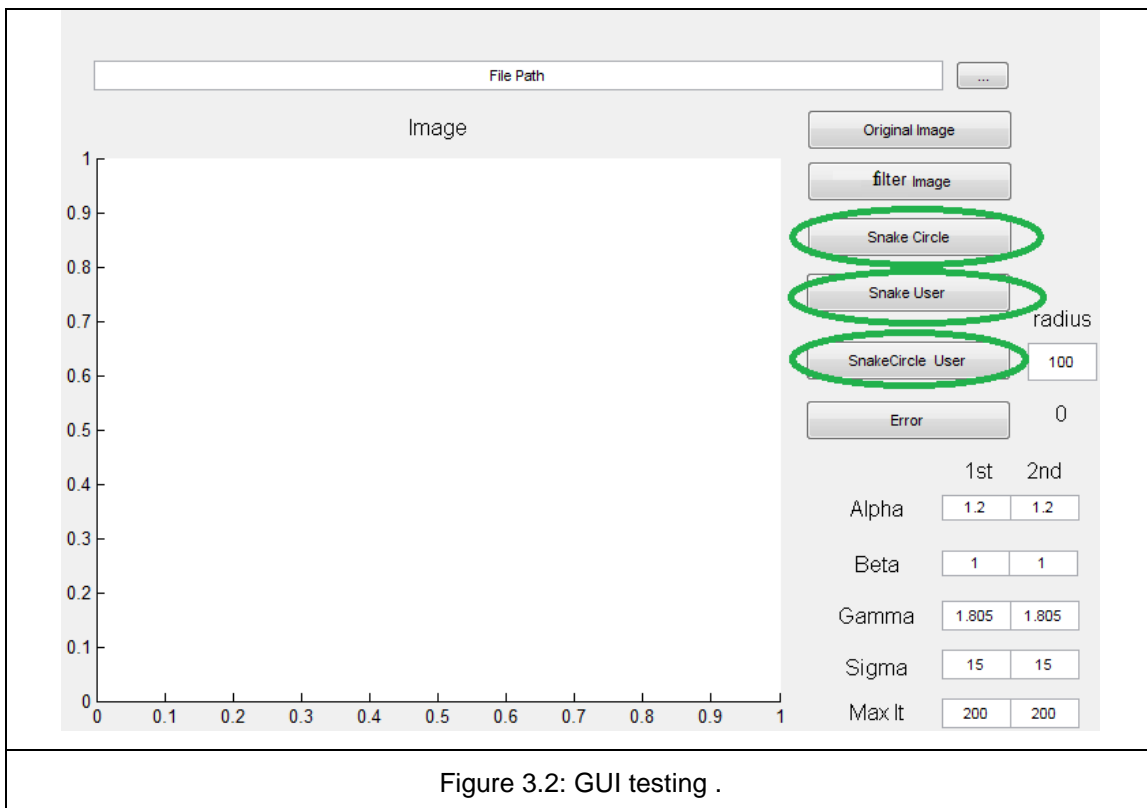 File Path
...
Image
Original Image
filter Image
Snake Circle
Snake User
radius
SnakeCircle User
100
Error
0
1
0.9
0.8
0.7
0.6
0.5
0.4
0.3
0.2
0.1
0
0 0.1 0.2 0.3 0.4 0.5 0.6 0.7 0.8 0.9 1
1st 2nd
Alpha 1.2 1.2
Beta 1 1
Gamma 1.805 1.805
Sigma 15 15
Max It 200 200
Figure 3.2: GUI testing .